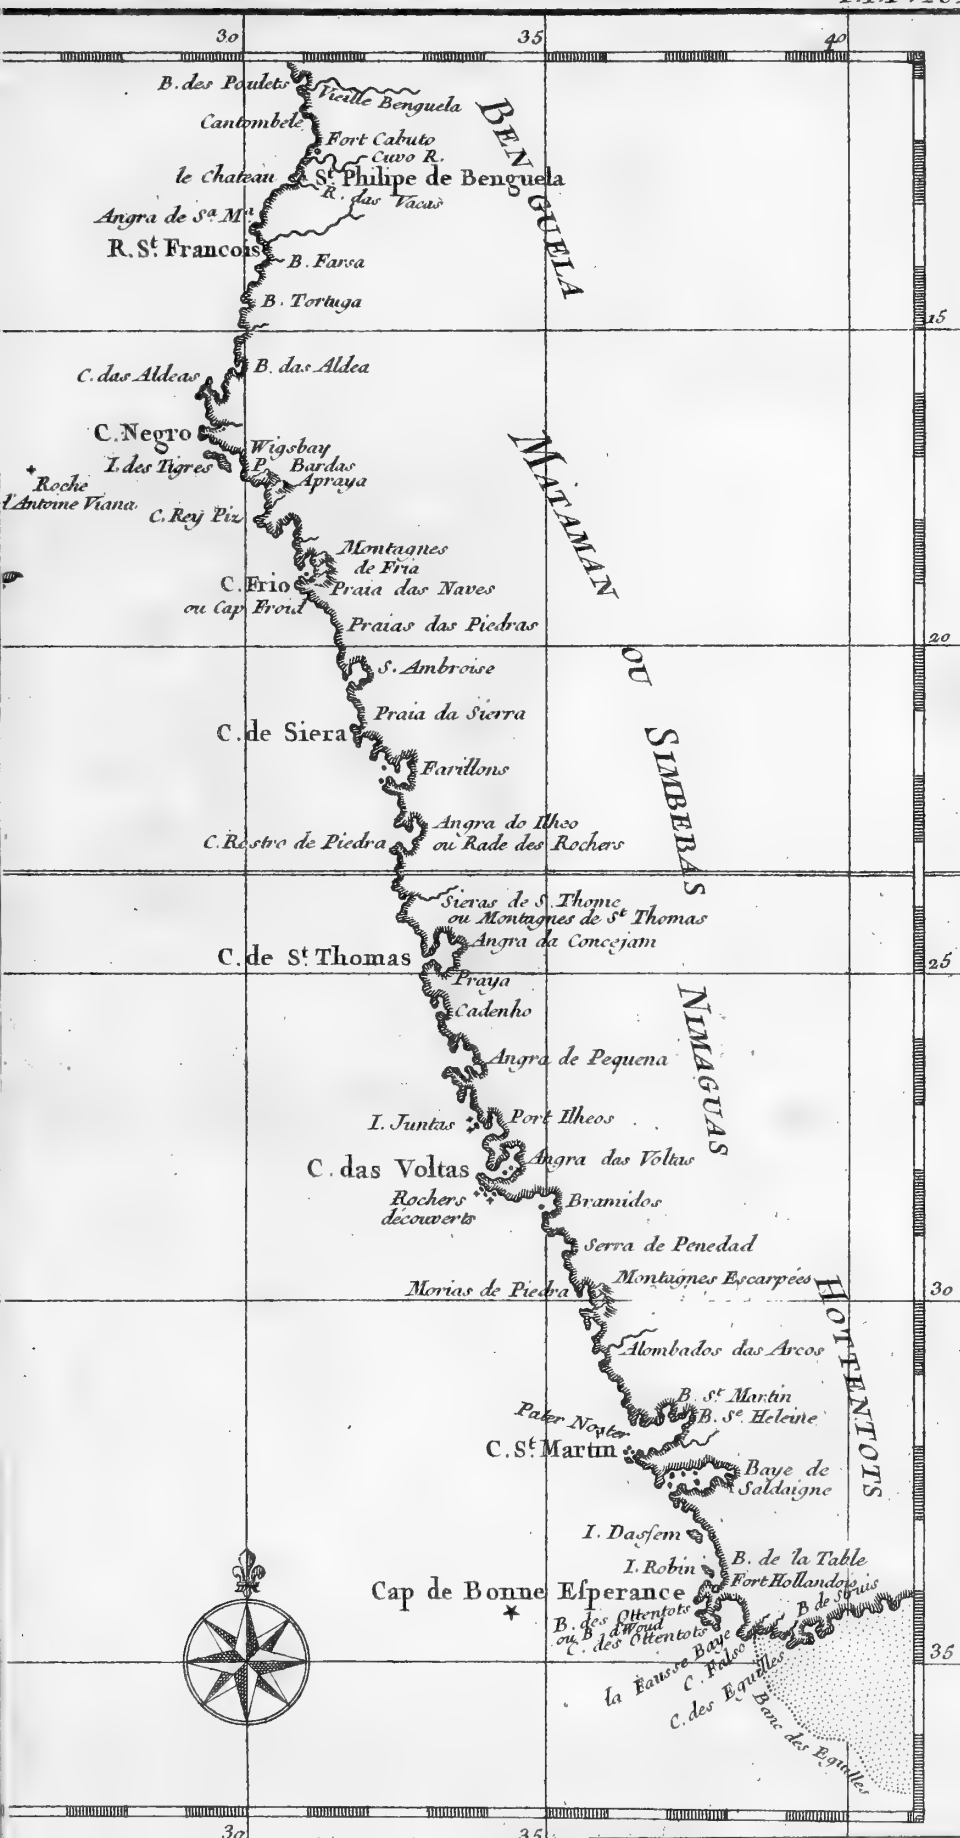 30
35
40
B. des Poulets
Vieille Benguela
Cantombele
Fort Cabuto
Cuvo R.
le Chateau
St. Philipe de Benguela
R. das Vacas
Angra de Sa. Ma.
R. St. Francois
B. Farsa
B. Tortuga
BENGUELA
15
B. das Aldea
C. das Aldeas
C. Negro
Wigsbay
I. des Tigres
P. Bardas
Apraya
Roche
d'Antoine Viana
C. Rey Piz
MATAMAN
Montagnes
de Fria
C. Frio
ou Cap Froid
Praia das Naves
Praias das Piedras
20
OU
S. Ambroise
Praia da Sierra
C. de Siera
SIMBEBAS
Farillons
Angra do Ilheo
ou Rade des Rochers
C. Rostro de Piedra
Sieras de S. Thome
ou Montagnes de St. Thomas
Angra da Concejam
C. de St. Thomas
25
Praya
Cadenho
NIMAGUAS
Angra de Pequena
I. Juntas
Port Ilheos
Angra das Voltas
C. das Voltas
Rochers
découverts
Bramidos
Serra de Penedad
Montagnes Escarpées
Morias de Piedra
30
HOTTENTOTS
Alombados das Arcos
B. St. Martin
B. Se. Heleine
Pater Noster
C. St. Martin
Baye de
Saldaigne
I. Dassem
I. Robin
B. de la Table
Fort Hollandois
Cap de Bonne Esperance
B. de Struis
B. des Ottentots
ou B. d'Woud
C. des Ottentots
la Fausse Baye
C. Falso
C. des Eguilles
35
Banc des Eguilles
30
35